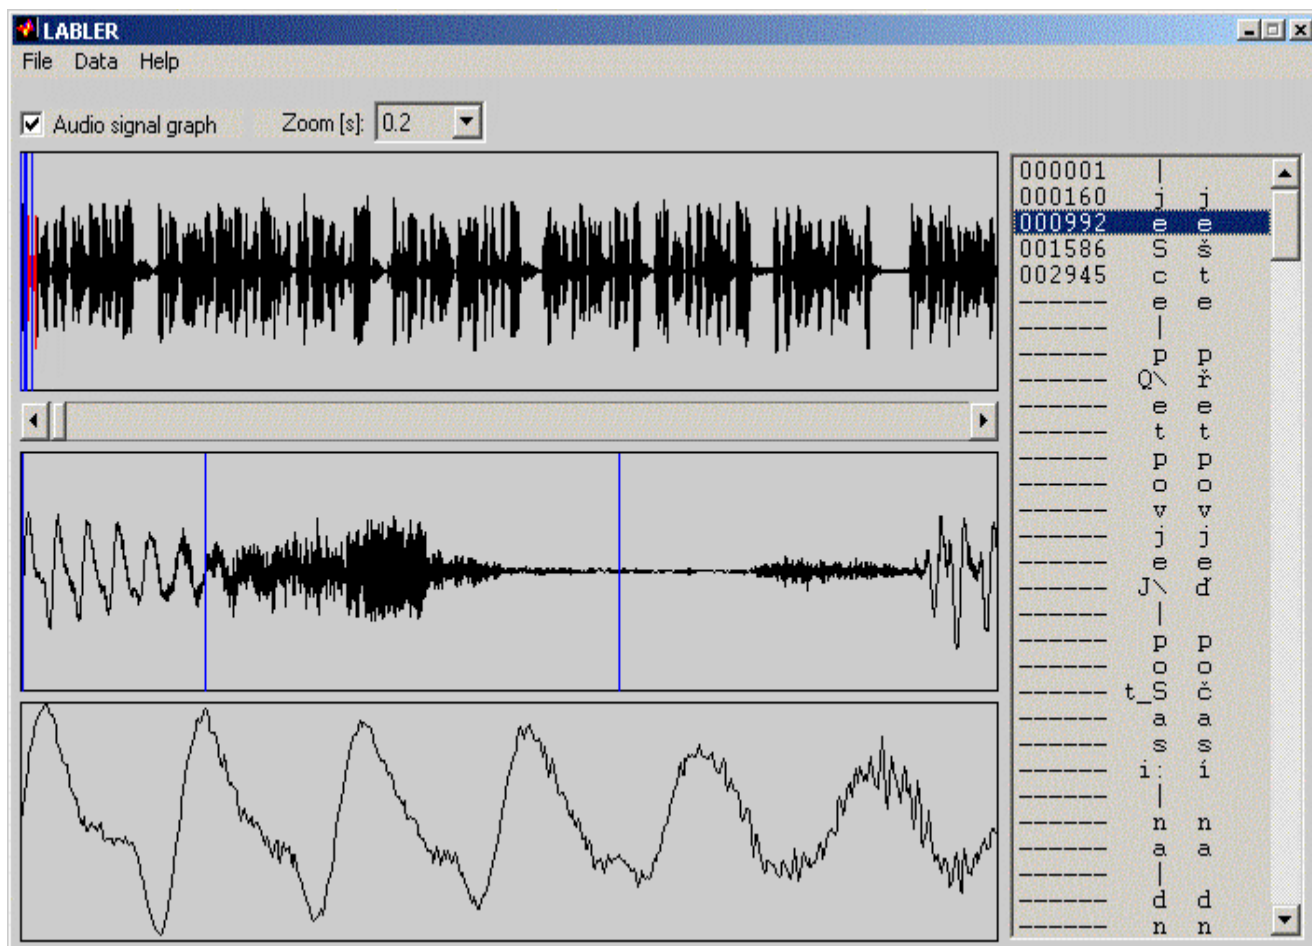 LABLER
File Data Help
Audio signal graph Zoom [s]: 0.2
000001 |
000160 j j
000992 e e
001586 S š
002945 c t
------ e e
------ |
------ p p
------ Q\ ř
------ e e
------ t t
------ p p
------ o o
------ v v
------ j j
------ e e
------ J\ ď
------ |
------ p p
------ o o
------ t_S č
------ a a
------ s s
------ i: í
------ |
------ n n
------ a a
------ |
------ d d
------ n n